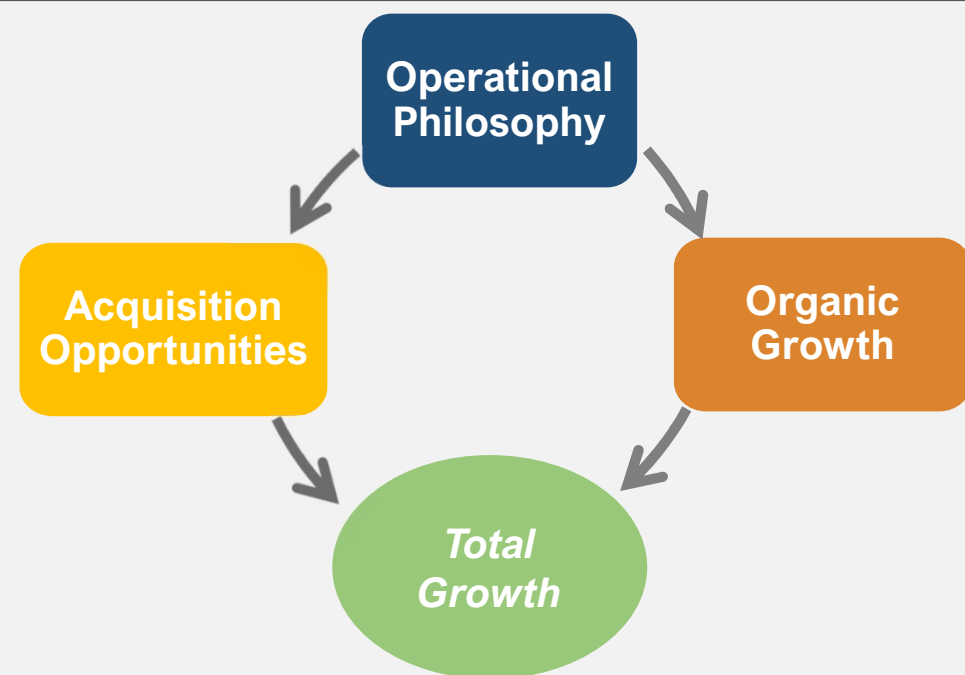 Operational
Philosophy
Acquisition
Opportunities
Organic
Growth
Total
Growth